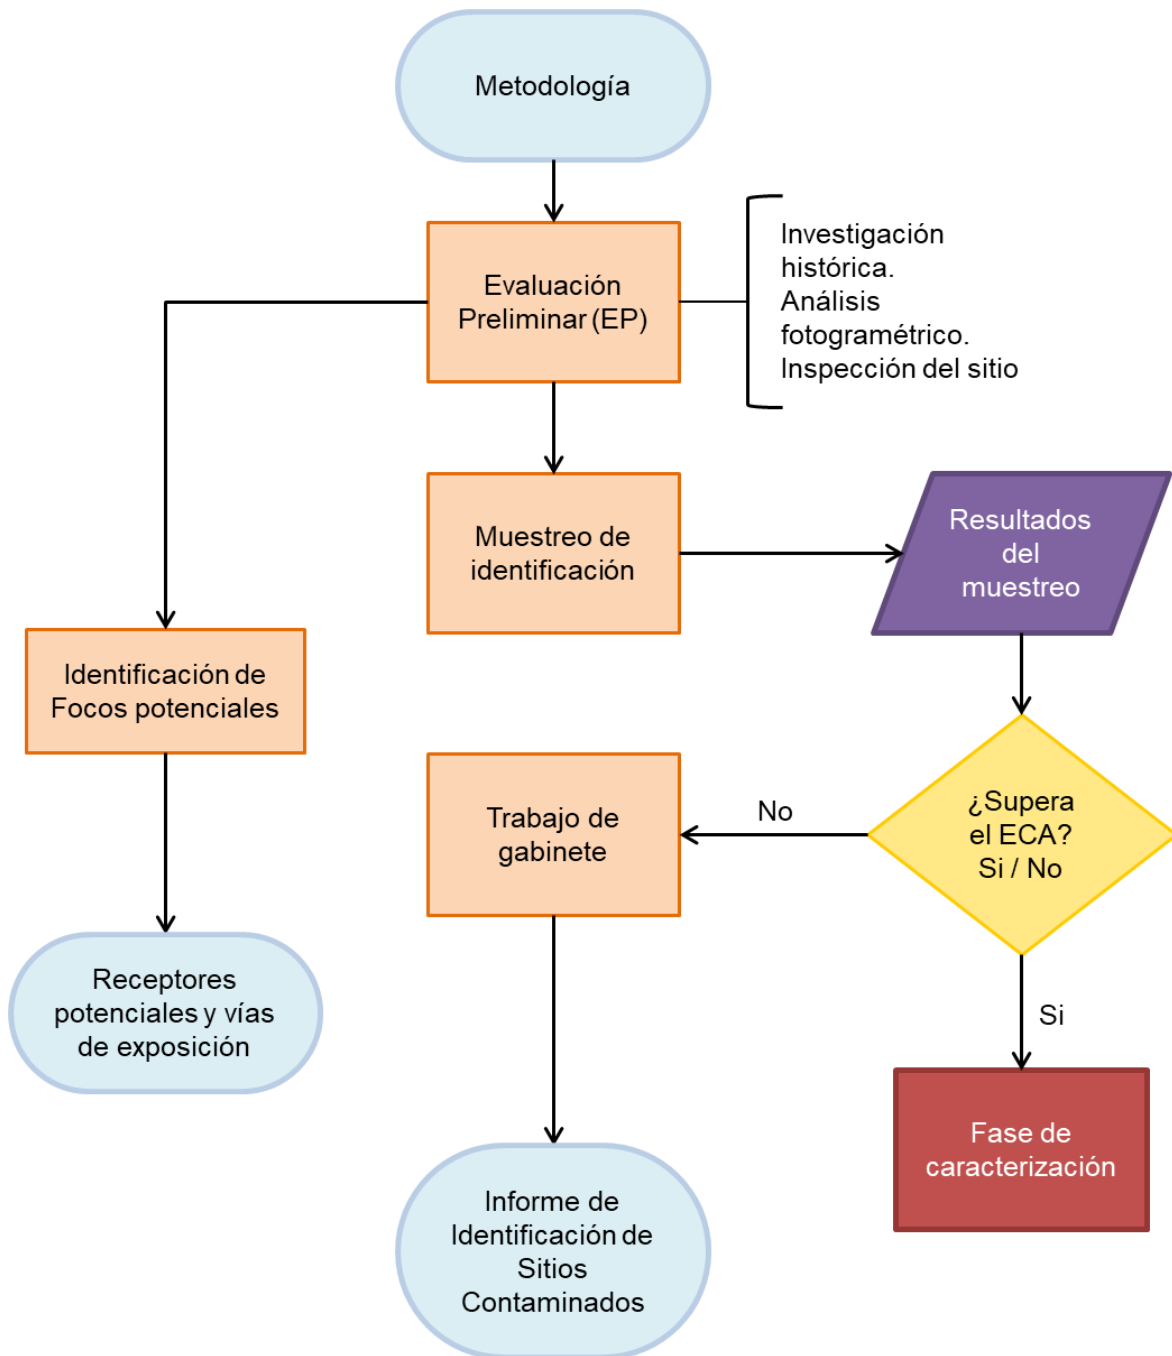 Metodología
Evaluación
Preliminar (EP)
Investigación
histórica.
Análisis
fotogramétrico.
Inspección del sitio
Muestreo de
identificación
Resultados
del
muestreo
Identificación de
Focos potenciales
Trabajo de
gabinete
No
¿Supera
el ECA?
Si / No
Receptores
potenciales y vías
de exposición
Si
Fase de
caracterización
Informe de
Identificación de
Sitios
Contaminados